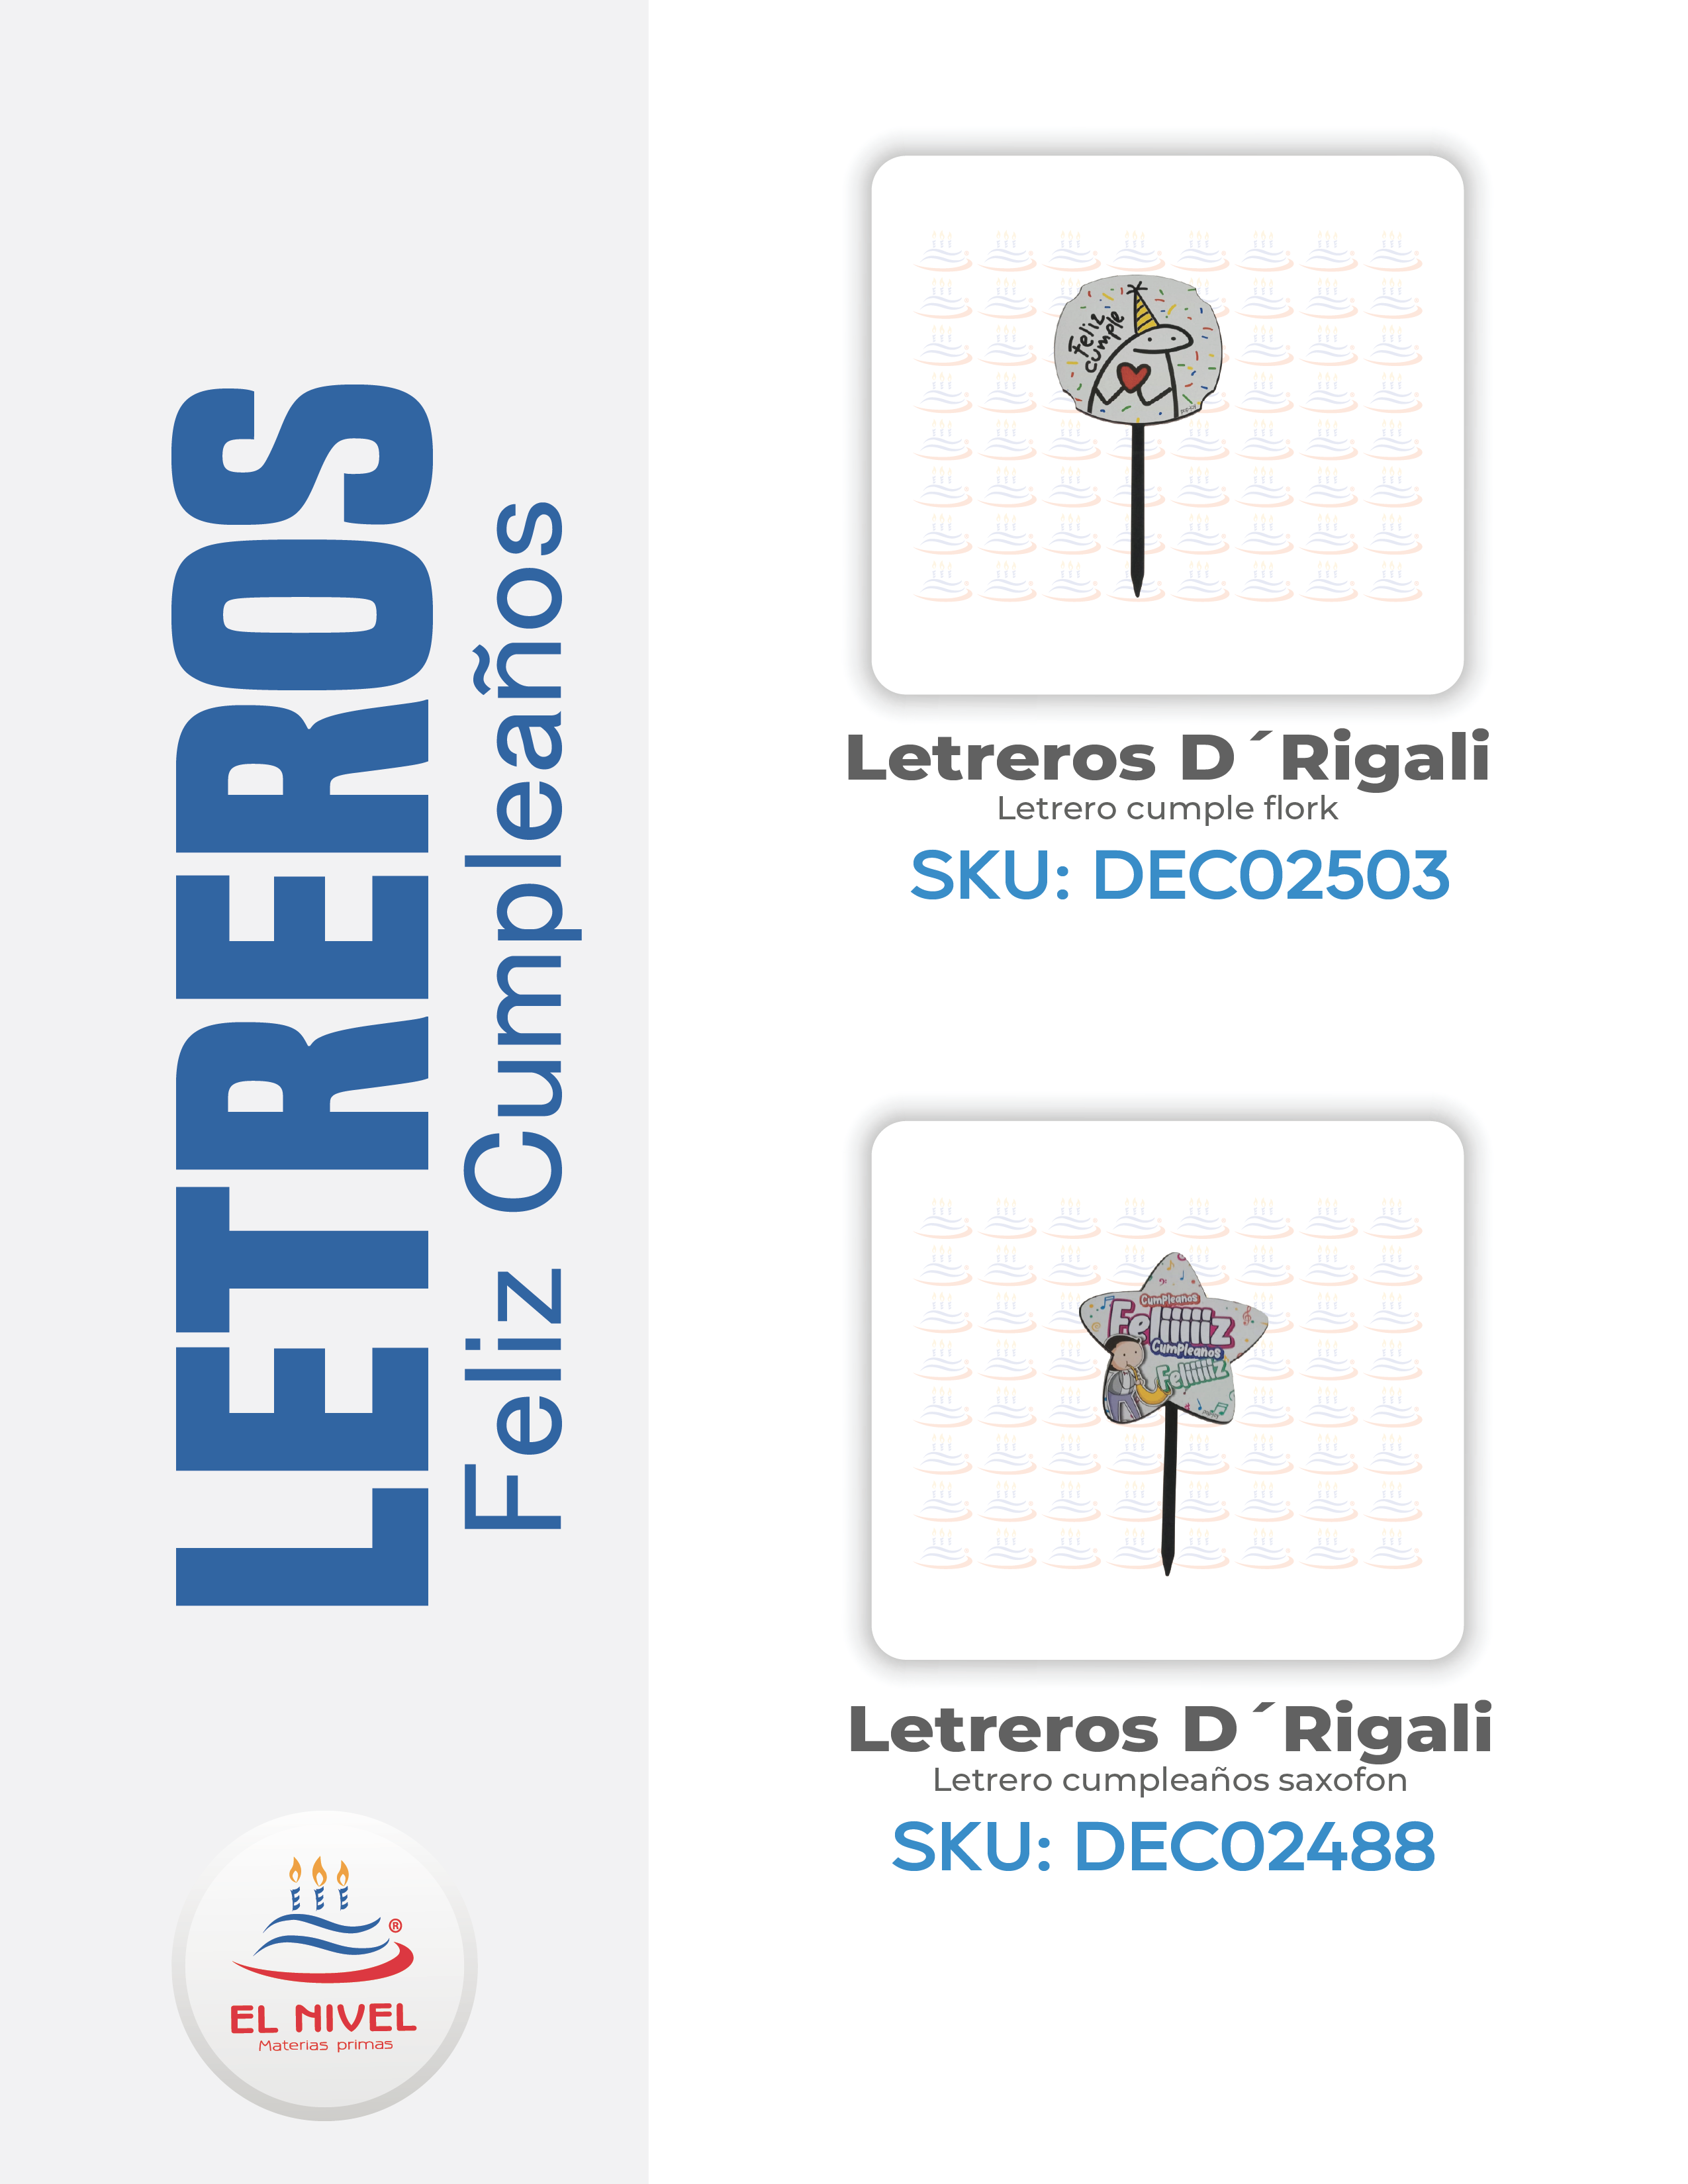 LETREROS
Feliz Cumpleaños
Feliz
cumple
Letreros D´Rigali
Letrero cumple flork
SKU: DEC02503
Cumpleaños
Feliiiiiz
Cumpleaños
Feliiiiiz
Letreros D´Rigali
Letrero cumpleaños saxofon
SKU: DEC02488
®
EL NIVEL
Materias primas